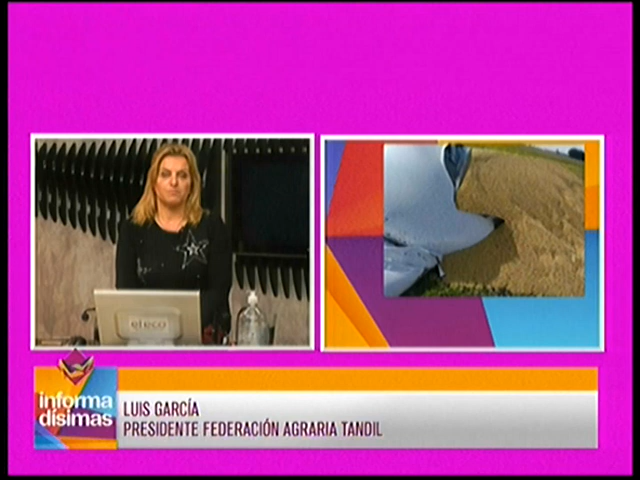 eleco
informa
disimas
LUIS GARCÍA
PRESIDENTE FEDERACIÓN AGRARIA TANDIL